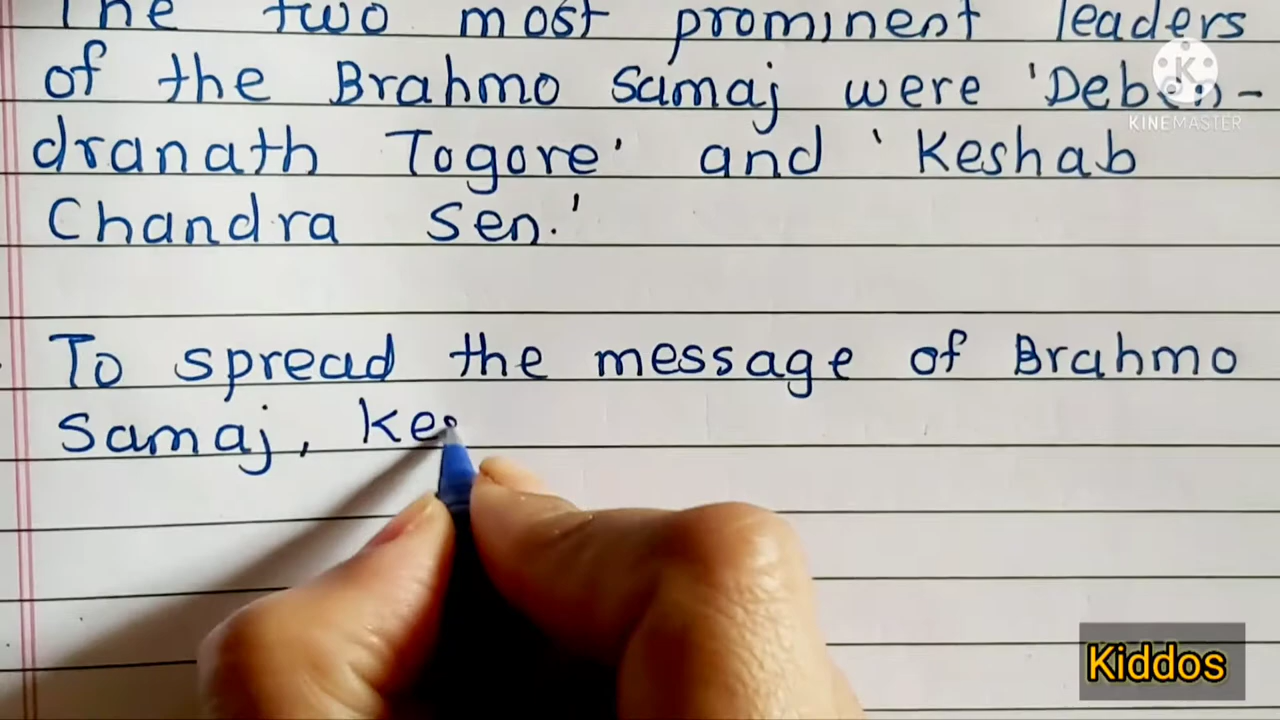 The two most prominent leaders
of the Brahmo Samaj were 'Deben-
dranath Togore' and 'Keshab
Chandra Sen.'
To spread the message of Brahmo
Samaj, Kes
K
KINEMASTER
Kiddos